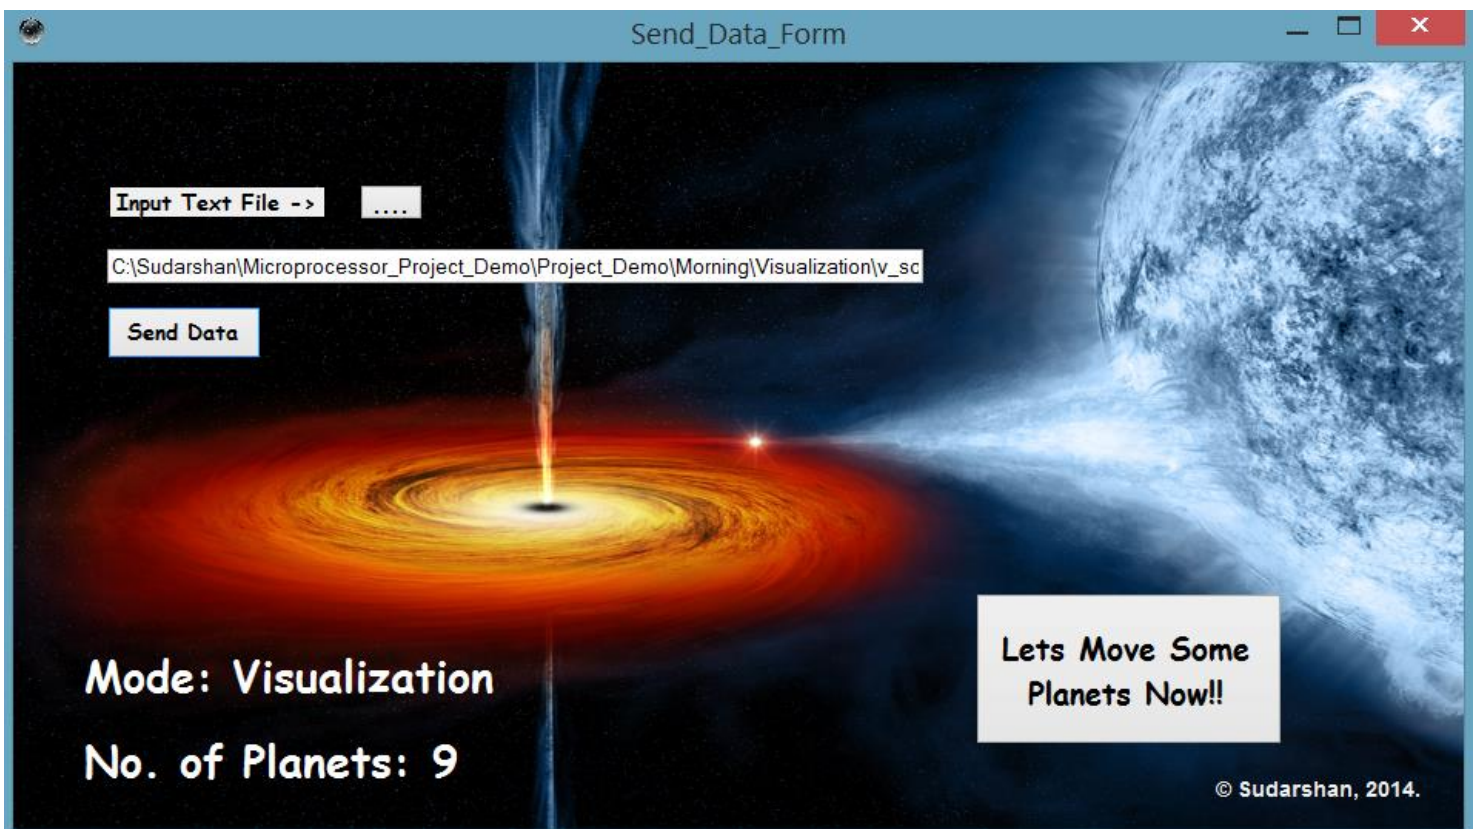 Send_Data_Form
Input Text File ->
....
C:\Sudarshan\Microprocessor_Project_Demo\Project_Demo\Morning\Visualization\v_sc
Send Data
Lets Move Some
Planets Now!!
Mode: Visualization
No. of Planets: 9
© Sudarshan, 2014.